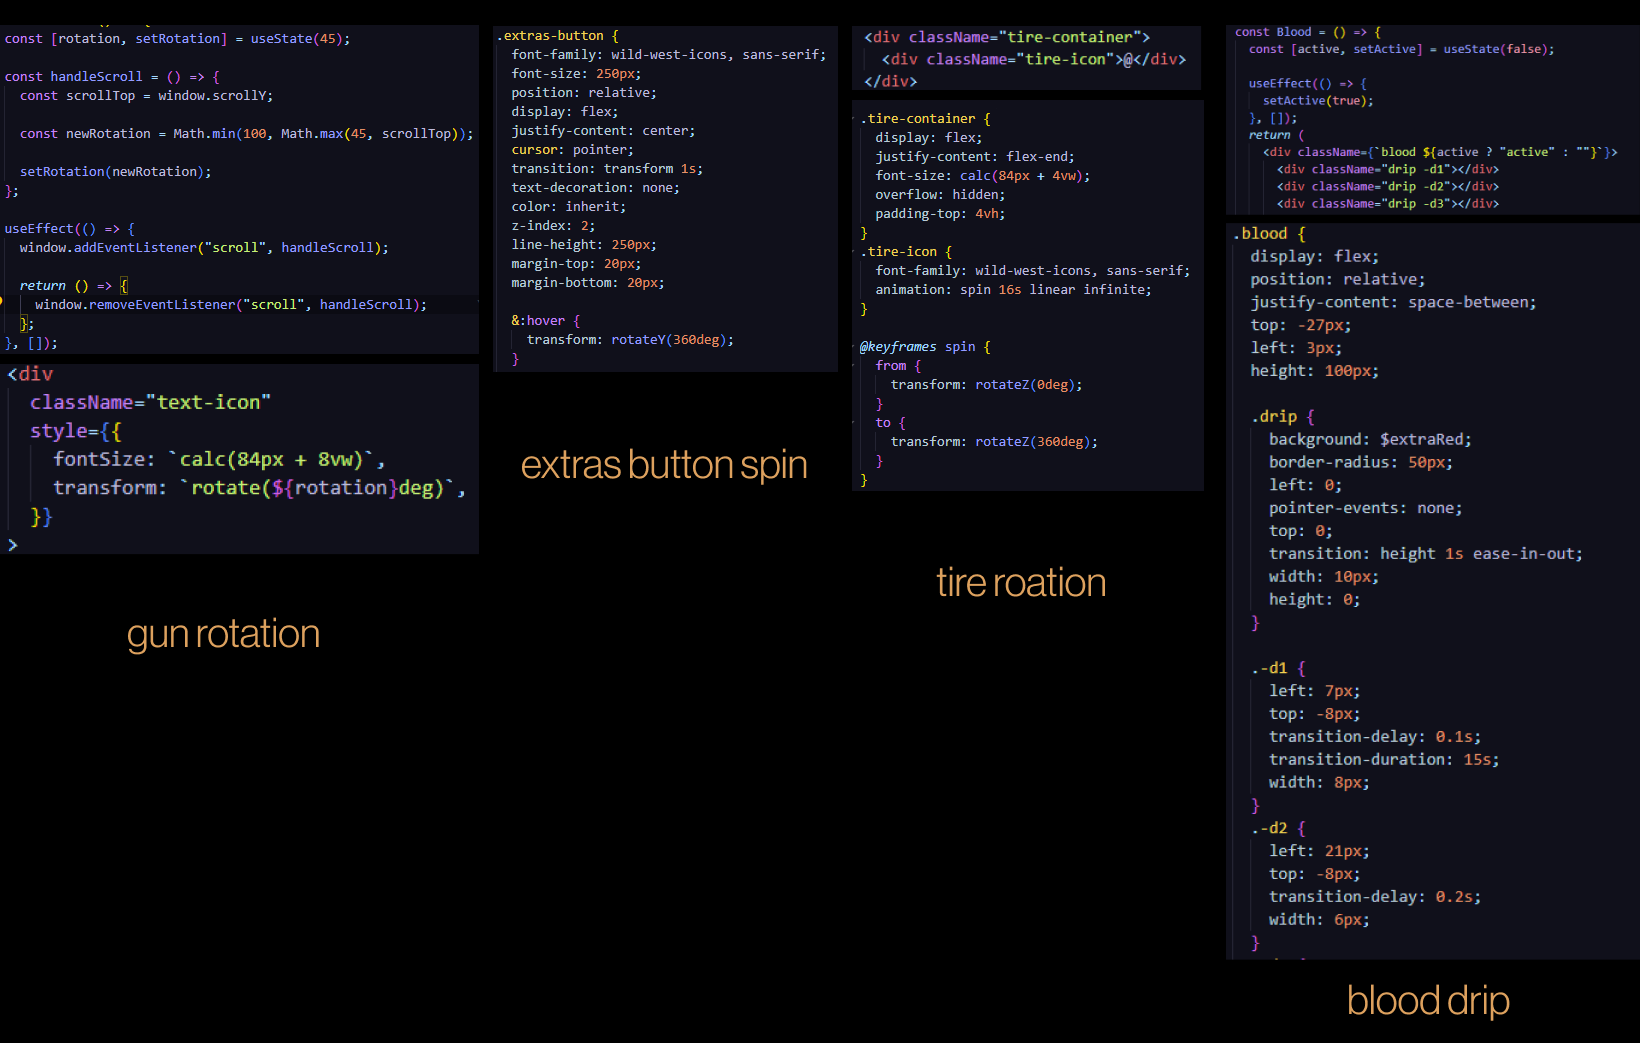 const [rotation, setRotation] = useState(45);
const handleScroll = () => {
const scrollTop = window.scrollY;
const newRotation = Math.min(100, Math.max(45, scrollTop));
setRotation(newRotation);
};
useEffect(() => {
window.addEventListener("scroll", handleScroll);
return () => {
window.removeEventListener("scroll", handleScroll);
};
}, []);
<div
className="text-icon"
style={{
fontSize: `calc(84px + 8vw)`,
transform: `rotate(${rotation}deg)`,
}}
>
gun rotation
.extras-button {
font-family: wild-west-icons, sans-serif;
font-size: 250px;
position: relative;
display: flex;
justify-content: center;
cursor: pointer;
transition: transform 1s;
text-decoration: none;
color: inherit;
z-index: 2;
line-height: 250px;
margin-top: 20px;
margin-bottom: 20px;
&:hover {
transform: rotateY(360deg);
}
extras button spin
<div className="tire-container">
<div className="tire-icon">@</div>
</div>
.tire-container {
display: flex;
justify-content: flex-end;
font-size: calc(84px + 4vw);
overflow: hidden;
padding-top: 4vh;
}
.tire-icon {
font-family: wild-west-icons, sans-serif;
animation: spin 16s linear infinite;
}
@keyframes spin {
from {
transform: rotateZ(0deg);
}
to {
transform: rotateZ(360deg);
}
}
tire roation
const Blood = () => {
const [active, setActive] = useState(false);
useEffect(() => {
setActive(true);
}, []);
return (
<div className={`blood ${active ? "active" : ""}`}>
<div className="drip -d1"></div>
<div className="drip -d2"></div>
<div className="drip -d3"></div>
.blood {
display: flex;
position: relative;
justify-content: space-between;
top: -27px;
left: 3px;
height: 100px;
.drip {
background: $extraRed;
border-radius: 50px;
left: 0;
pointer-events: none;
top: 0;
transition: height 1s ease-in-out;
width: 10px;
height: 0;
}
.-d1 {
left: 7px;
top: -8px;
transition-delay: 0.1s;
transition-duration: 15s;
width: 8px;
}
.-d2 {
left: 21px;
top: -8px;
transition-delay: 0.2s;
width: 6px;
}
blood drip